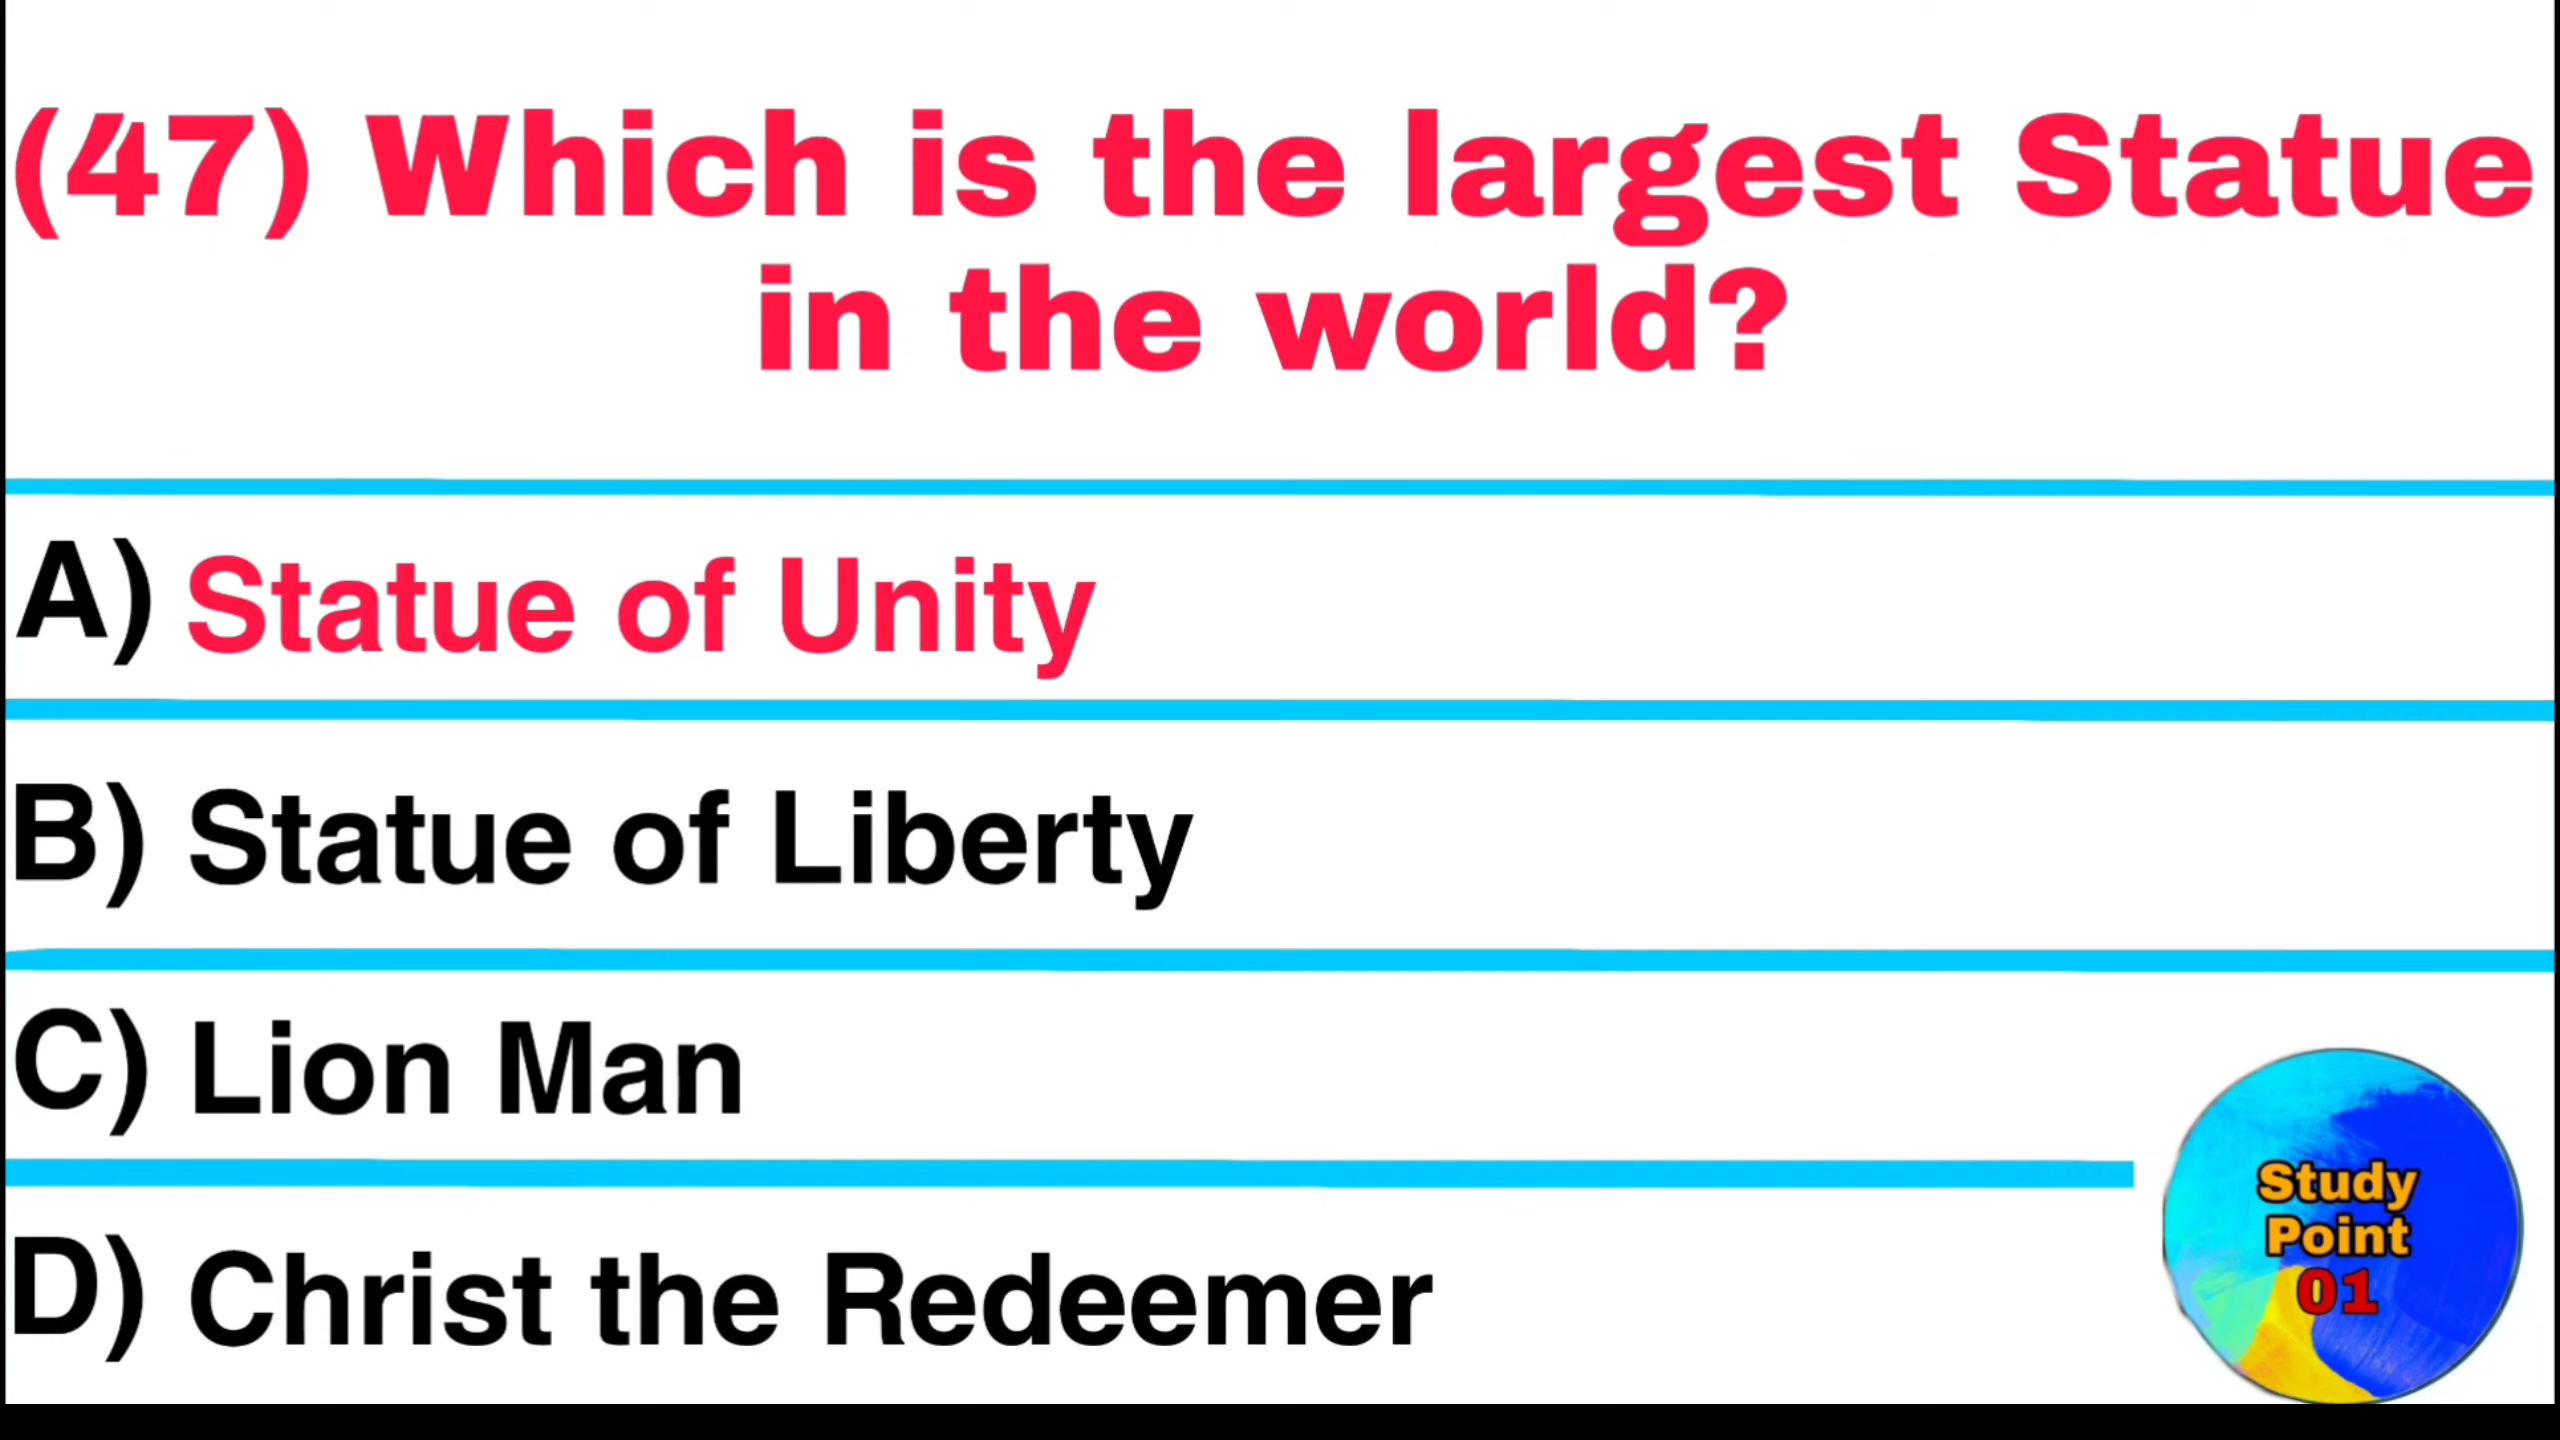 (47) Which is the largest Statue
in the world?
A) Statue of Unity
B) Statue of Liberty
C) Lion Man
D) Christ the Redeemer
Study
Point
01